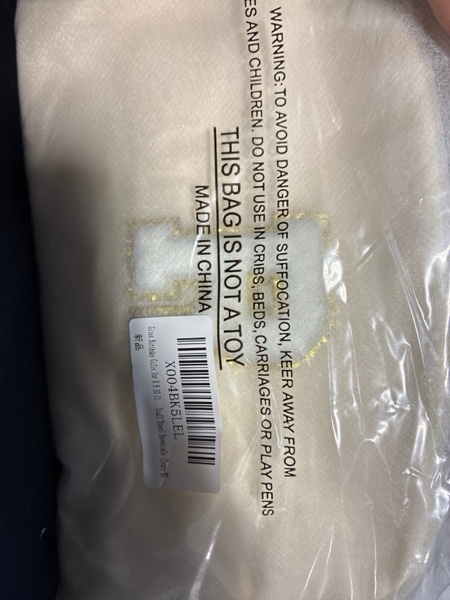 WARNING: TO AVOID DANGER OF SUFFOCATION, KEER AWAY FROM
ES AND CHILDREN. DO NOT USE IN CRIBS, BEDS, CARRIAGES OR PLAY PENS
THIS BAG IS NOT A TOY
MADE IN CHINA
X004BK5LEL
新品